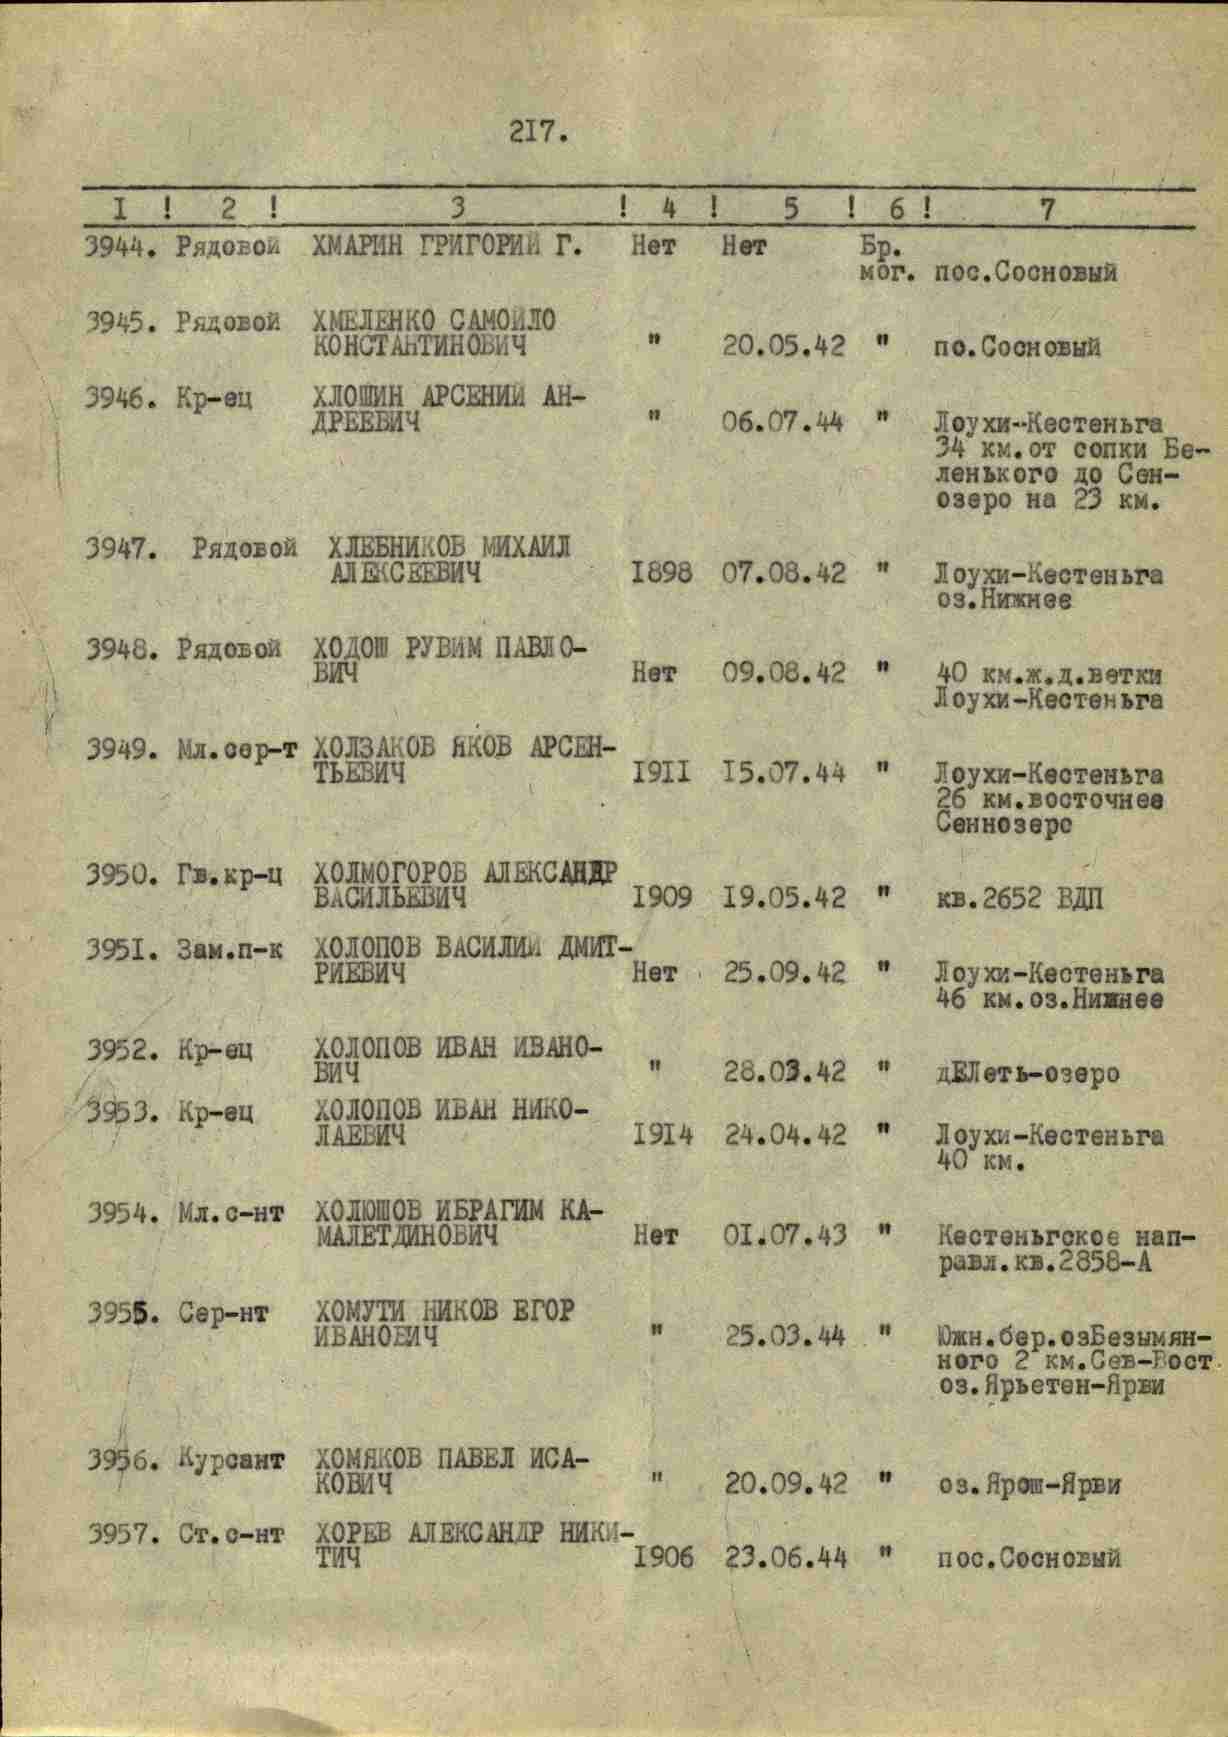 217.
I ! 2 ! 3 ! 4 ! 5 ! 6 ! 7
3944. Рядовой ХМАРИН ГРИГОРИЙ Г. Нет Нет Бр.
мог. пос.Сосновый
3945. Рядовой ХМЕЛЕНКО САМОЙЛО
КОНСТАНТИНОВИЧ " 20.05.42 " по.Сосновый
3946. Кр-ец ХЛОШИН АРСЕНИЙ АН-
ДРЕЕВИЧ " 06.07.44 " Лоухи-Кестеньга
34 км.от сопки Бе-
ленького до Сен-
озеро на 23 км.
3947. Рядовой ХЛЕБНИКОВ МИХАИЛ
АЛЕКСЕЕВИЧ I898 07.08.42 " Лоухи-Кестеньга
оз.Нижнее
3948. Рядовой ХОДОШ РУВИМ ПАВЛО-
ВИЧ Нет 09.08.42 " 40 км.ж.д.ветки
Лоухи-Кестеньга
3949. Мл.сер-т ХОЛЗАКОВ ЯКОВ АРСЕН-
ТЬЕВИЧ I9II I5.07.44 " Лоухи-Кестеньга
26 км.восточнее
Сеннозеро
3950. Гв.кр-ц ХОЛМОГОРОВ АЛЕКСАНДР
ВАСИЛЬЕВИЧ I909 I9.05.42 " кв.2652 ВДП
395I. Зам.п-к ХОЛОПОВ ВАСИЛИЙ ДМИТ-
РИЕВИЧ Нет 25.09.42 " Лоухи-Кестеньга
46 км.оз.Нижнее
3952. Кр-ец ХОЛОПОВ ИВАН ИВАНО-
ВИЧ " 28.03.42 " дЕЛеть-озеро
3953. Кр-ец ХОЛОПОВ ИВАН НИКО-
ЛАЕВИЧ I9I4 24.04.42 " Лоухи-Кестеньга
40 км.
3954. Мл.с-нт ХОЛЮШОВ ИБРАГИМ КА-
МАЛЕТДИНОВИЧ Нет 0I.07.43 " Кестеньгское нап-
равл.кв.2858-А
3955. Сер-нт ХОМУТИ НИКОВ ЕГОР
ИВАНОВИЧ " 25.03.44 " Южн.бер.озБезымян-
ного 2 км.Сев-Вост.
оз.Ярьетен-Ярви
3956. Курсант ХОМЯКОВ ПАВЕЛ ИСА-
КОВИЧ " 20.09.42 " оз.Ярош-Ярви
3957. Ст.с-нт ХОРЕВ АЛЕКСАНДР НИКИ-
ТИЧ I906 23.06.44 " пос.Сосновый